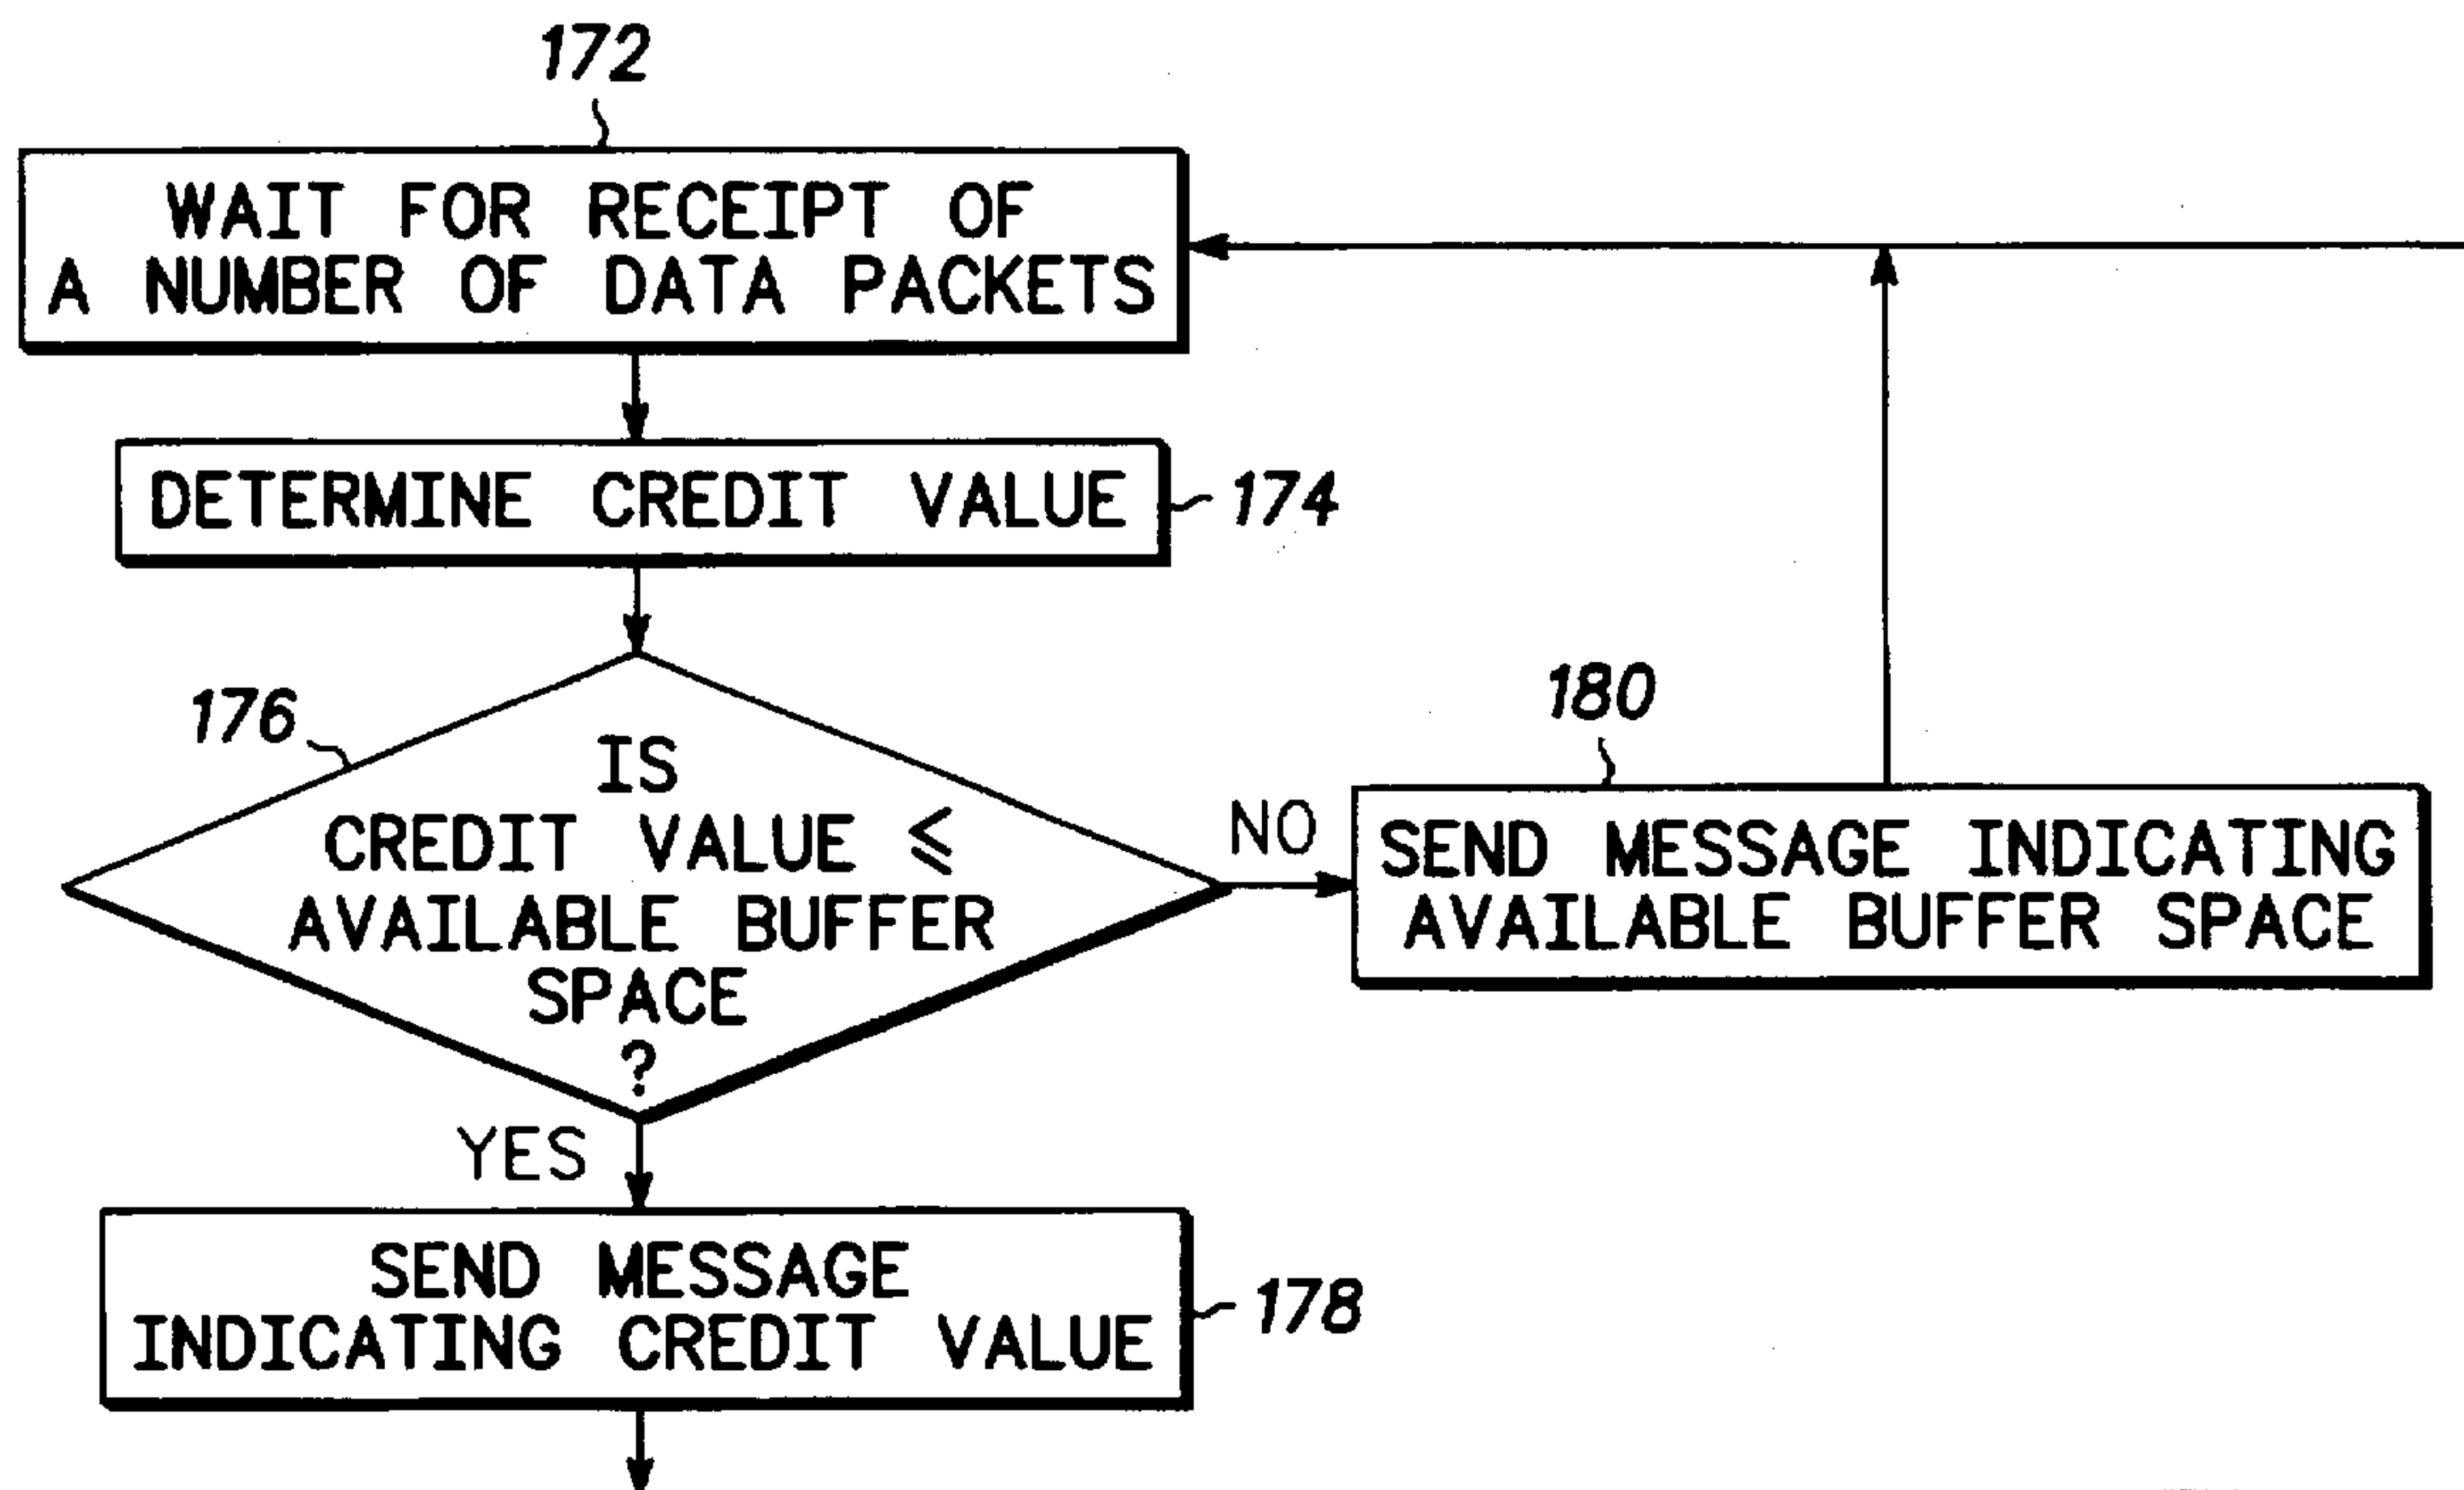 172
WAIT FOR RECEIPT OF
A NUMBER OF DATA PACKETS
DETERMINE CREDIT VALUE
174
176
IS
CREDIT VALUE ≤
AVAILABLE BUFFER
SPACE
?
NO
180
SEND MESSAGE INDICATING
AVAILABLE BUFFER SPACE
YES
SEND MESSAGE
INDICATING CREDIT VALUE
178